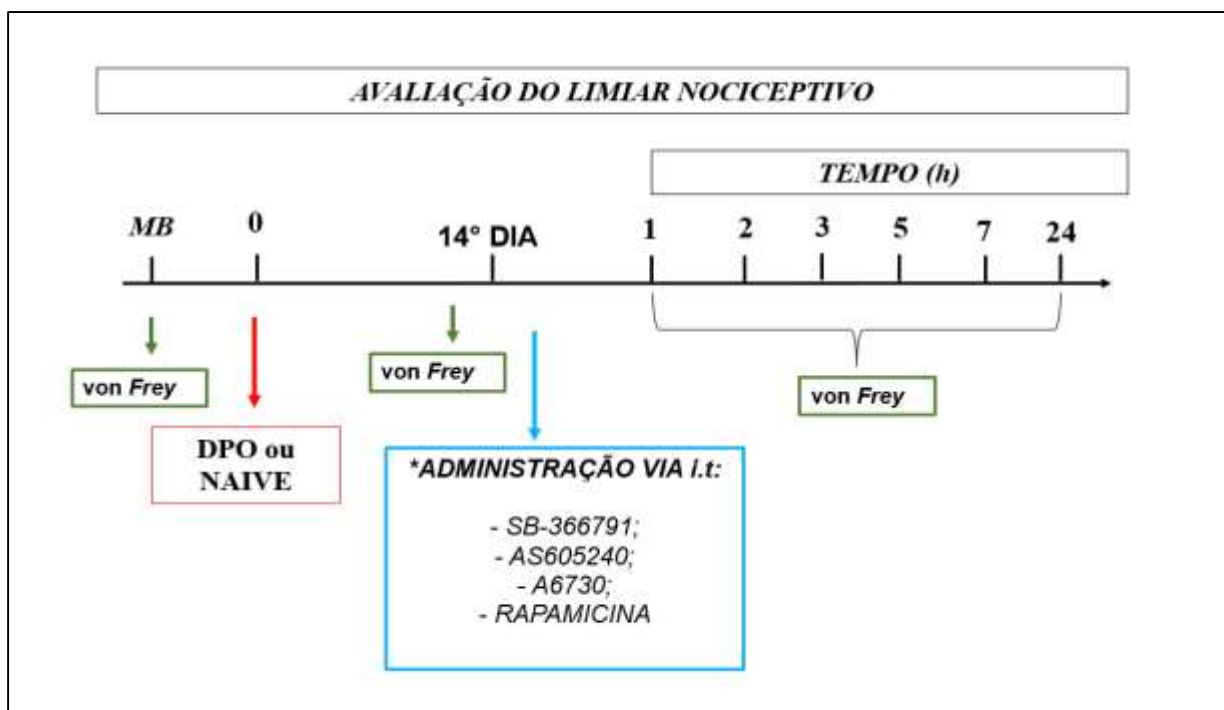 AVALIAÇÃO DO LIMIAR NOCICEPTIVO
TEMPO (h)
MB 0 14° DIA 1 2 3 5 7 24
von Frey
von Frey
von Frey
DPO ou
NAIVE
*ADMINISTRAÇÃO VIA i.t:
- SB-366791;
- AS605240;
- A6730;
- RAPAMICINA